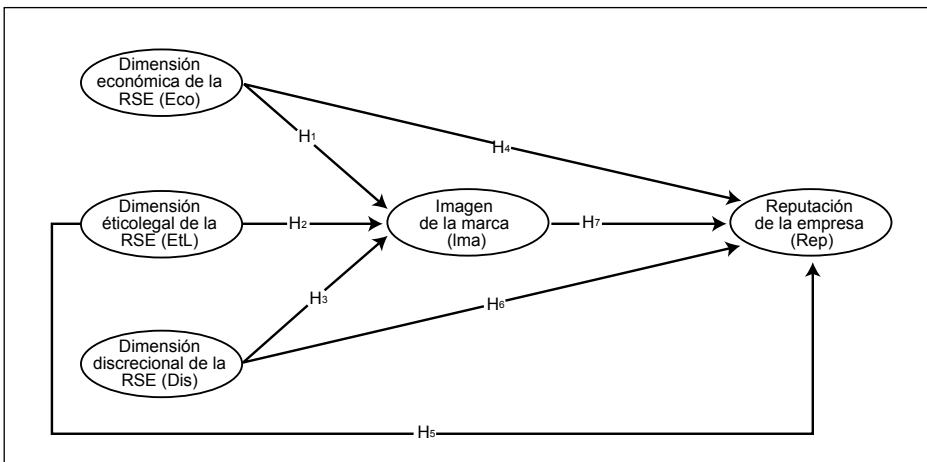 Dimensión
económica de la
RSE (Eco)
H1
H4
Dimensión
éticolegal de la
RSE (EtL)
H2
Imagen
de la marca
(Ima)
H7
Reputación
de la empresa
(Rep)
H3
H6
Dimensión
discrecional de la
RSE (Dis)
H5